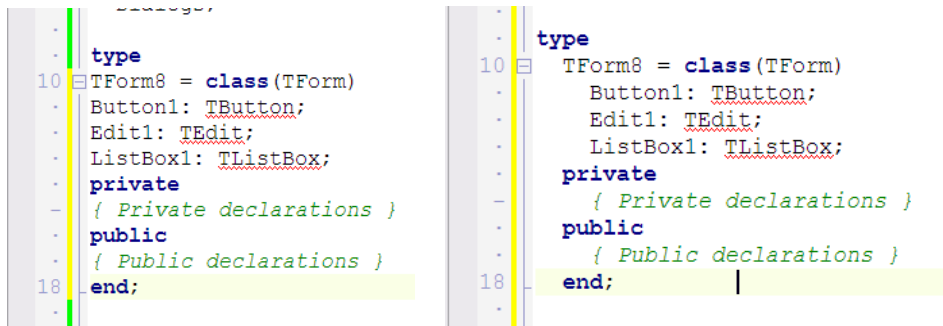 type
10 TForm8 = class(TForm)
Button1: TButton;
Edit1: TEdit;
ListBox1: TListBox;
private
{ Private declarations }
public
{ Public declarations }
18 end;
type
10 TForm8 = class(TForm)
Button1: TButton;
Edit1: TEdit;
ListBox1: TListBox;
private
{ Private declarations }
public
{ Public declarations }
18 end;